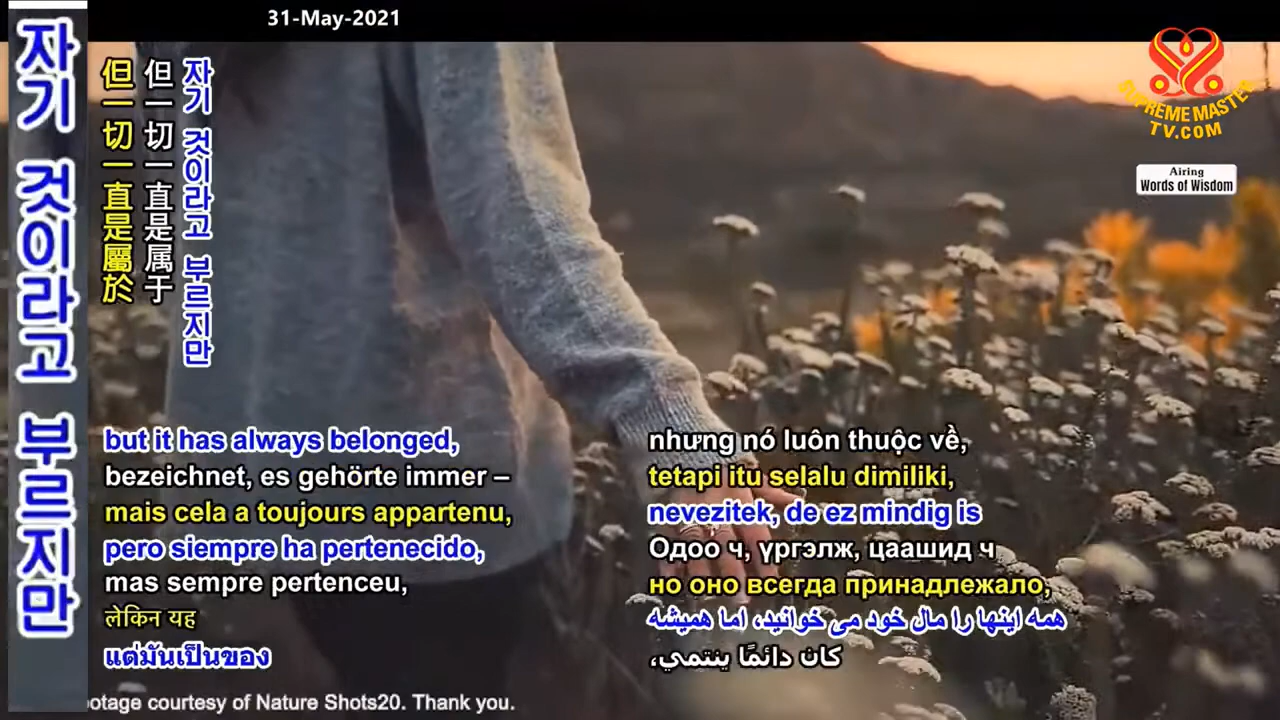 31-May-2021
SUPREME MASTER
TV.COM
Airing
Words of Wisdom
자기 것이라고 부르지만
但一切一直是屬於
但一切一直是属于
자기 것이라고 부르지만
but it has always belonged,
bezeichnet, es gehörte immer –
mais cela a toujours appartenu,
pero siempre ha pertenecido,
mas sempre pertenceu,
लेकिन यह
แต่มันเป็นของ
nhưng nó luôn thuộc về,
tetapi itu selalu dimiliki,
nevezitek, de ez mindig is
Одоо ч, үргэлж, цаашид ч
но оно всегда принадлежало,
همه اینها را مال خود می خوانید، اما همیشه
كان دائمًا ينتمي،
ootage courtesy of Nature Shots20. Thank you.